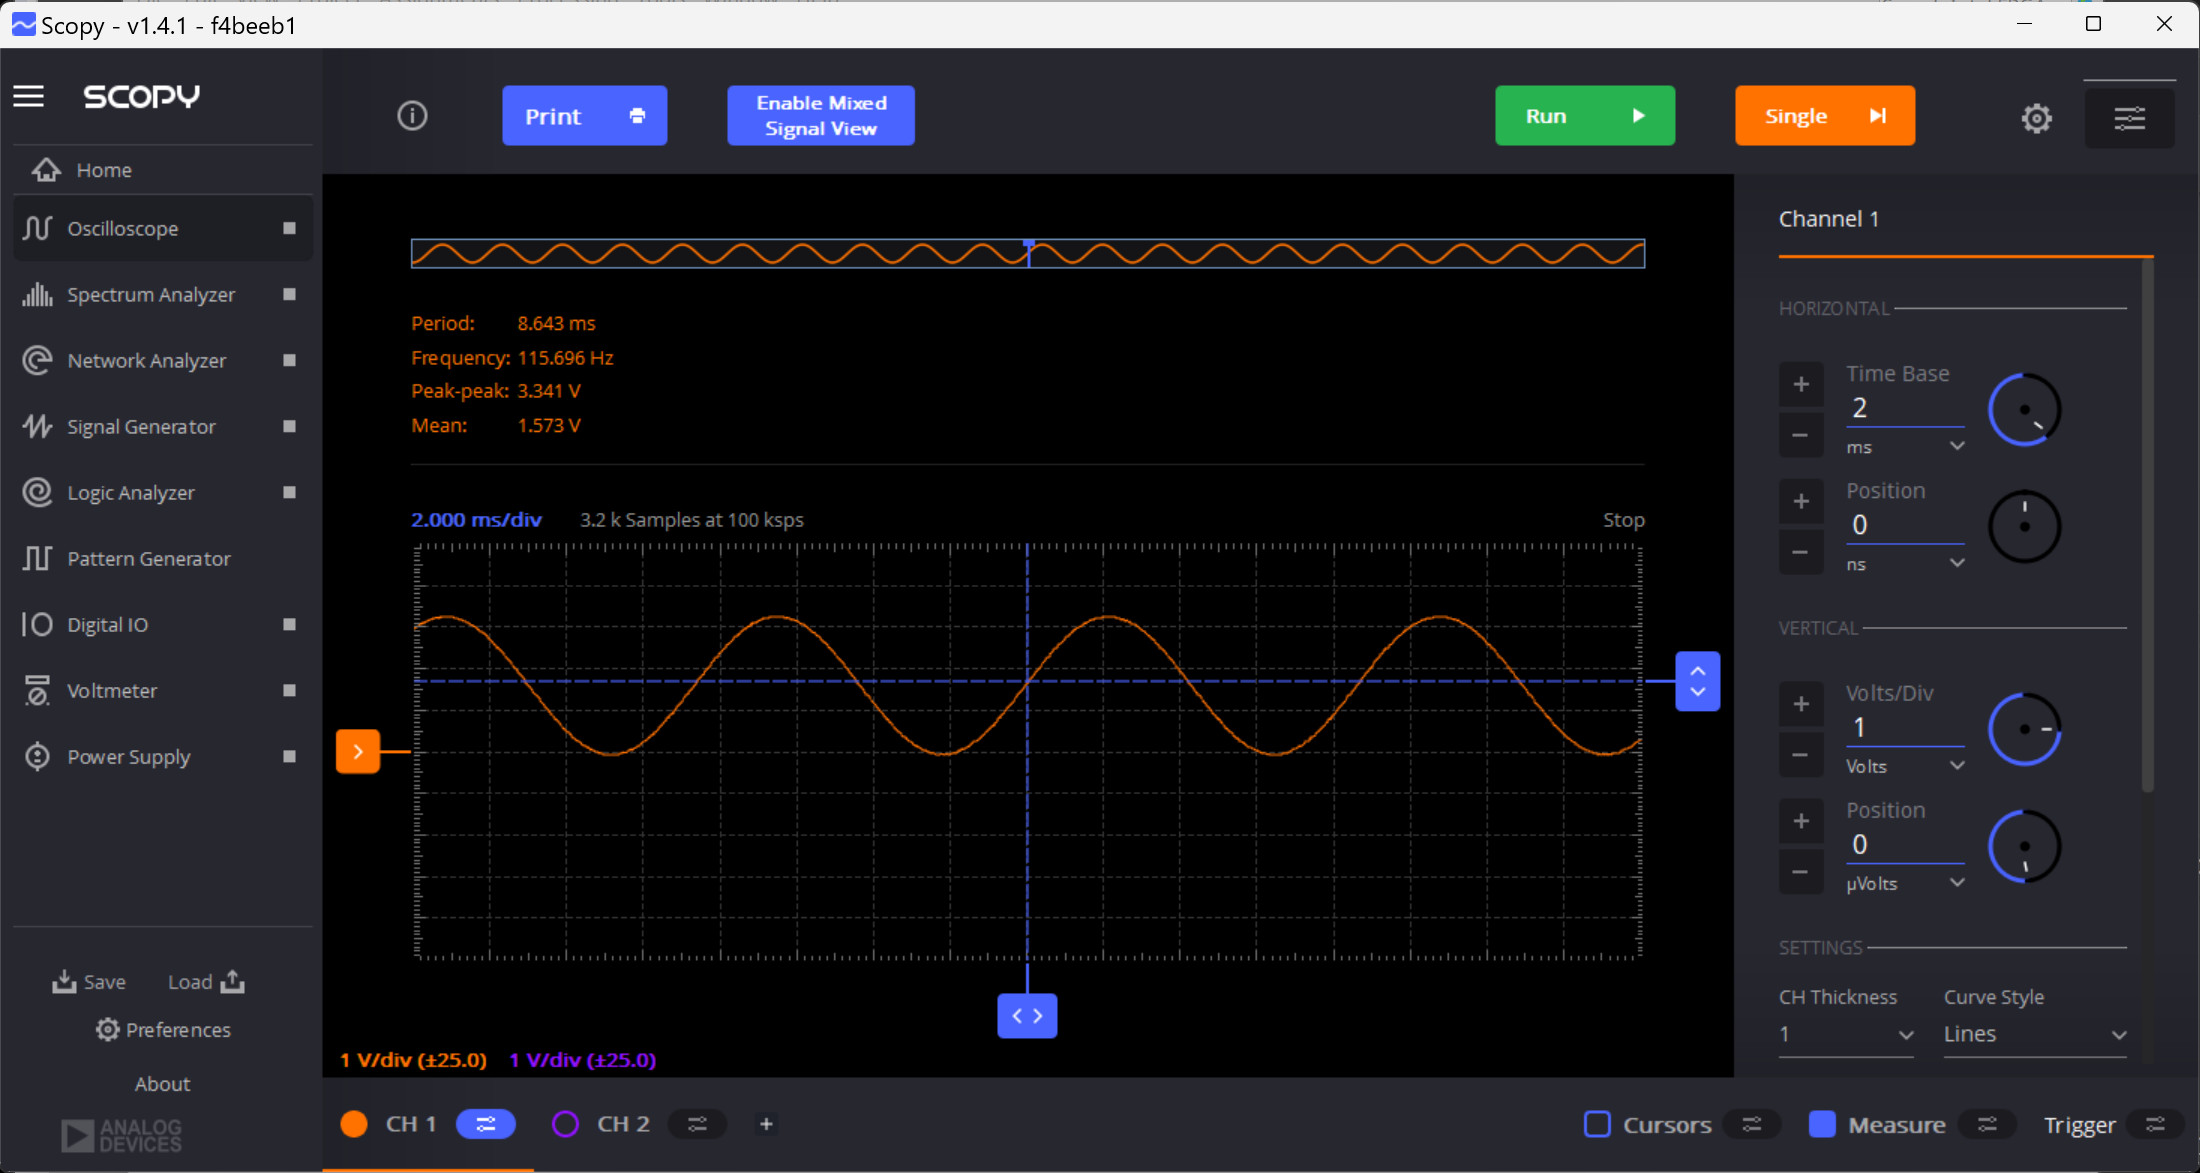 Scopy - v1.4.1 - f4beeb1
SCOPY
Print
Enable Mixed
Signal View
Run
Single
Home
Oscilloscope
Spectrum Analyzer
Network Analyzer
Signal Generator
Logic Analyzer
Pattern Generator
Digital IO
Voltmeter
Power Supply
Save
Load
Preferences
About
ANALOG
DEVICES
Period: 8.643 ms
Frequency: 115.696 Hz
Peak-peak: 3.341 V
Mean: 1.573 V
2.000 ms/div 3.2 k Samples at 100 ksps Stop
1 V/div (±25.0) 1 V/div (±25.0)
CH 1
CH 2
+
Cursors
Measure
Trigger
Channel 1
HORIZONTAL
Time Base
2
ms
Position
0
ns
VERTICAL
Volts/Div
1
Volts
Position
0
µVolts
SETTINGS
CH Thickness Curve Style
1 Lines